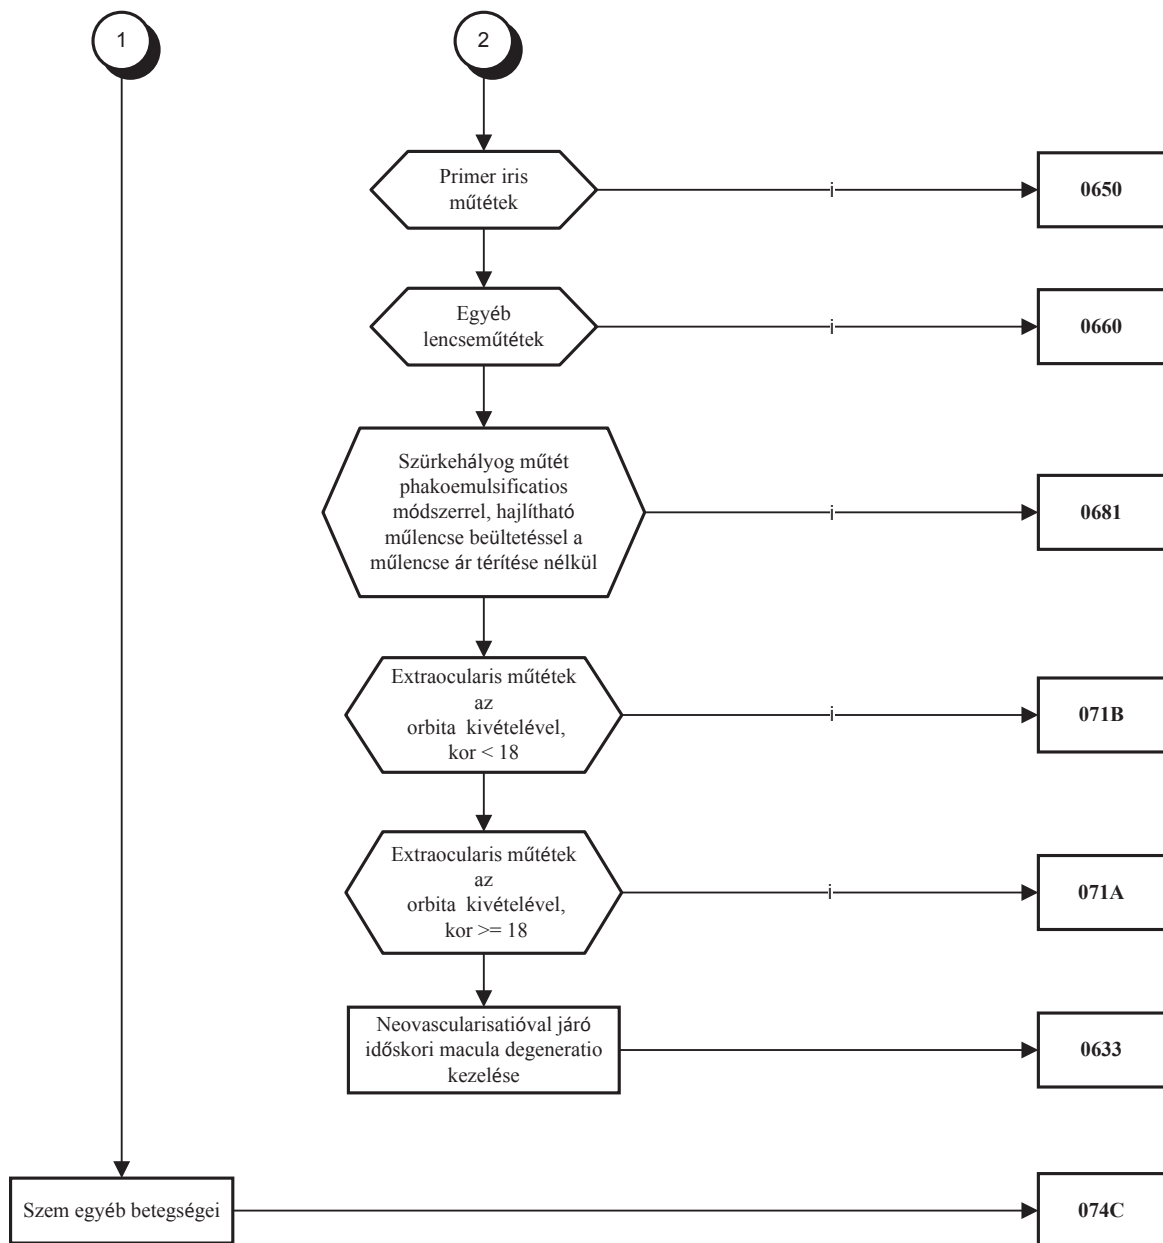 1
2
Primer iris
műtétek
i
0650
Egyéb
lencseműtétek
i
0660
Szürkehályog műtét
phakoemulsificatios
módszerrel, hajlítható
műlencse beültetéssel a
műlencse ár térítése nélkül
i
0681
Extraocularis műtétek
az
orbita kivételével,
kor < 18
i
071B
Extraocularis műtétek
az
orbita kivételével,
kor >= 18
i
071A
Neovascularisatióval járó
időskori macula degeneratio
kezelése
0633
Szem egyéb betegségei
074C